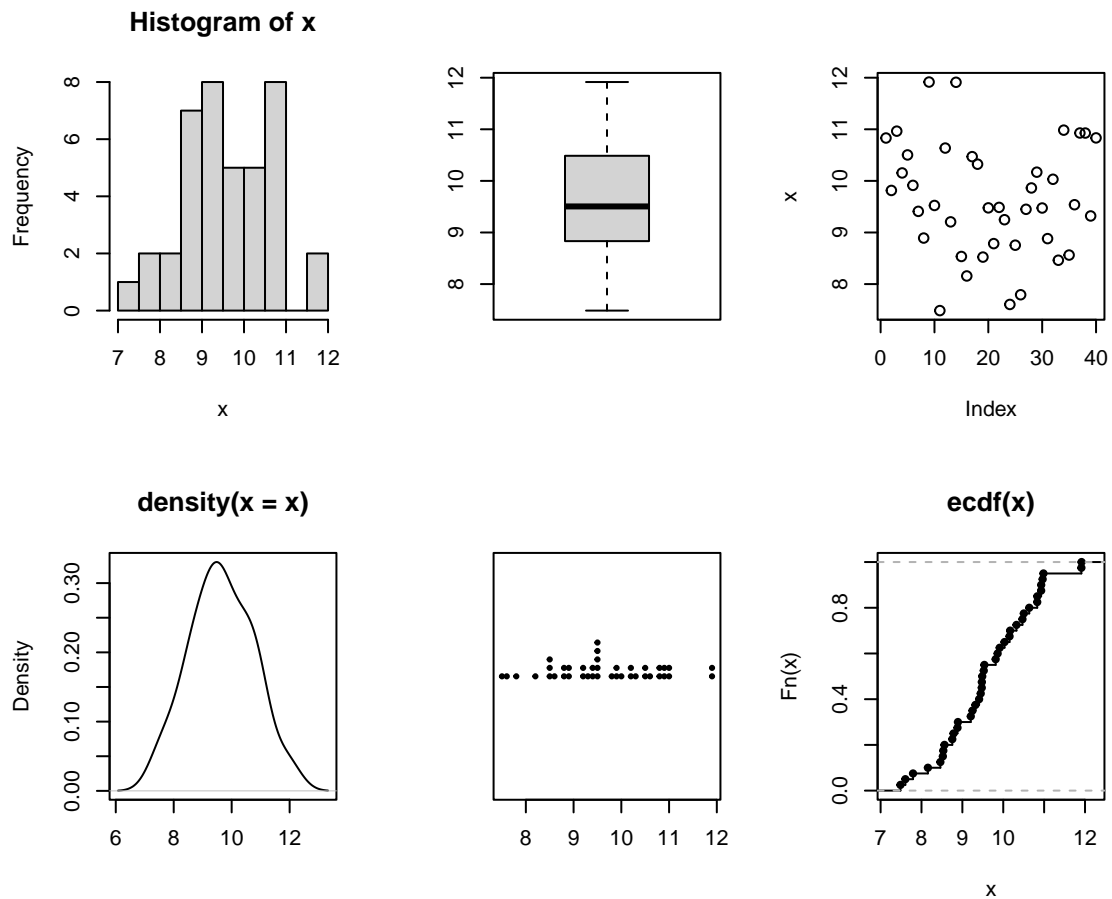 Histogram of x
Frequency
0 2 4 6 8
7 8 9 10 11 12
x
8 9 10 11 12
x
8 9 10 11 12
0 10 20 30 40
Index
density(x = x)
Density
0.00 0.10 0.20 0.30
6 8 10 12
8 9 10 11 12
ecdf(x)
Fn(x)
0.0 0.4 0.8
7 8 9 10 12
x